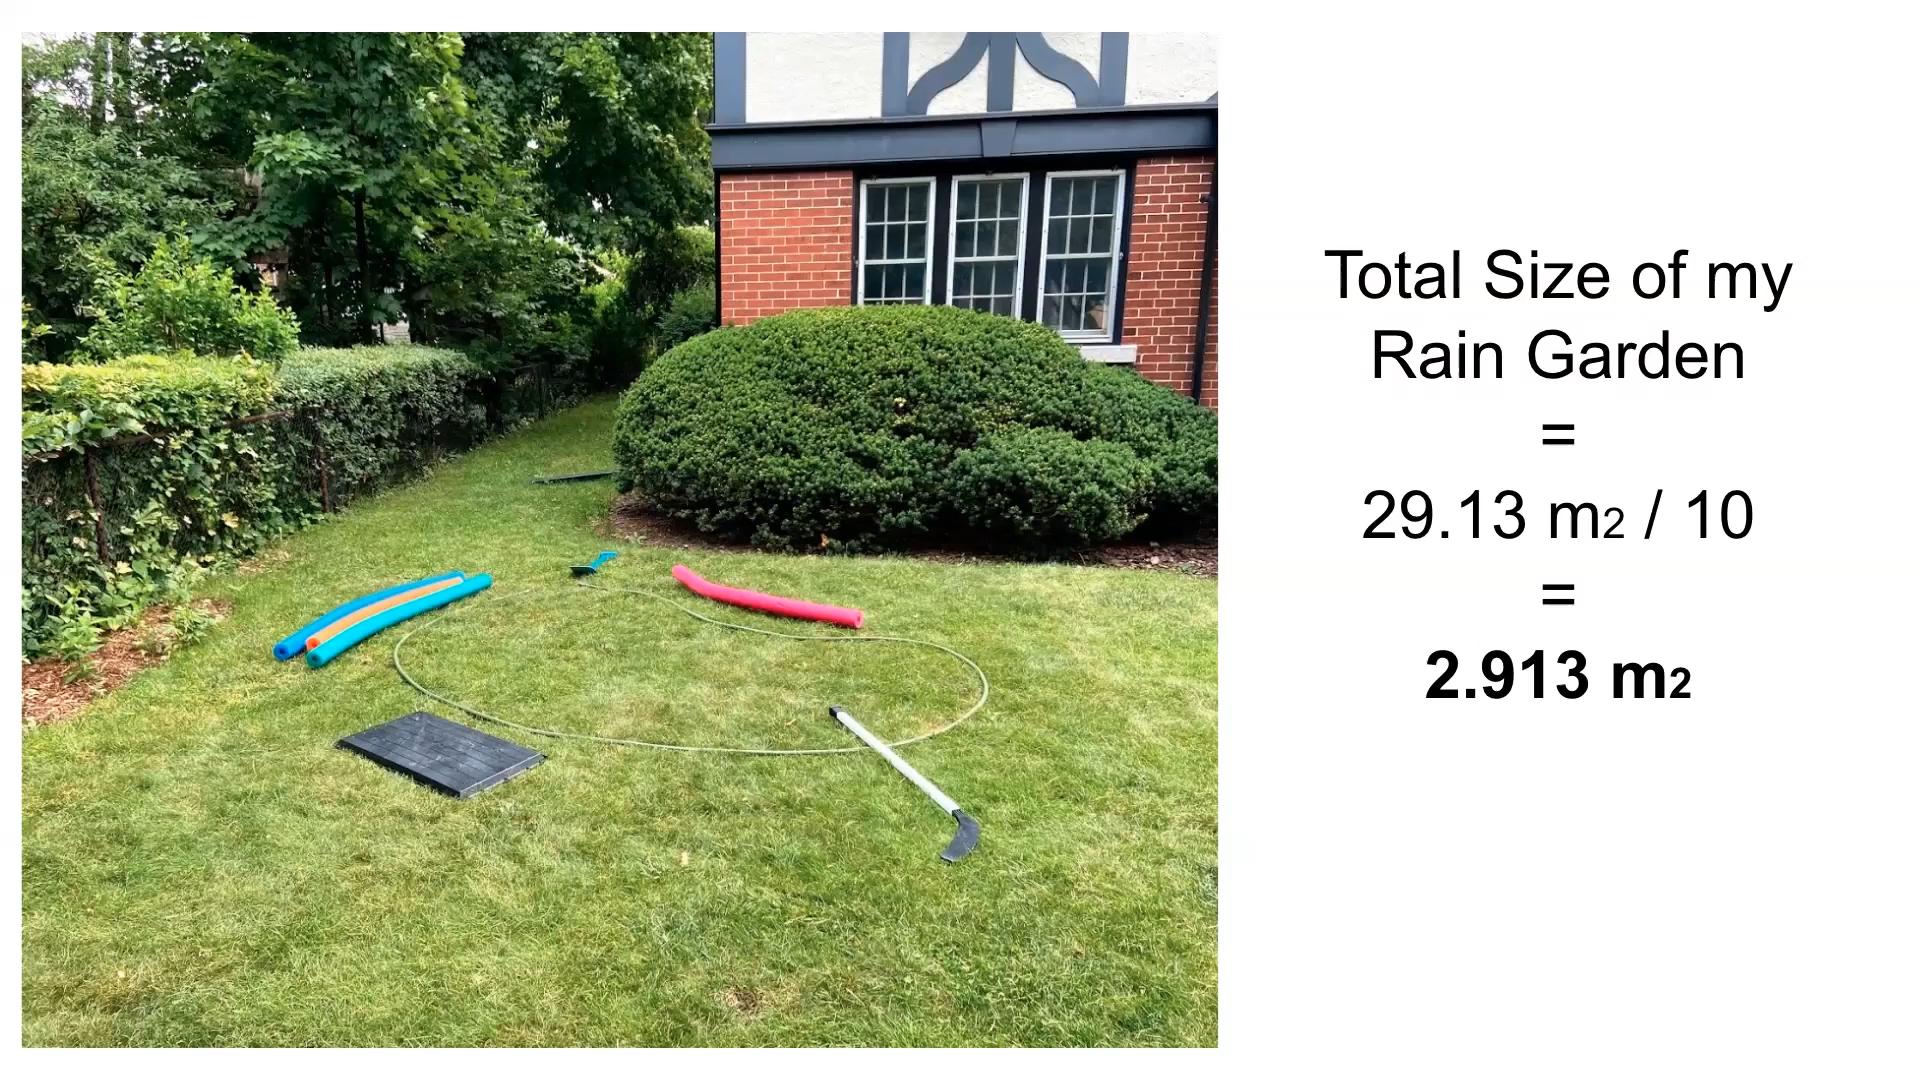 Total Size of my
Rain Garden
=
29.13 m2 / 10
=
2.913 m2